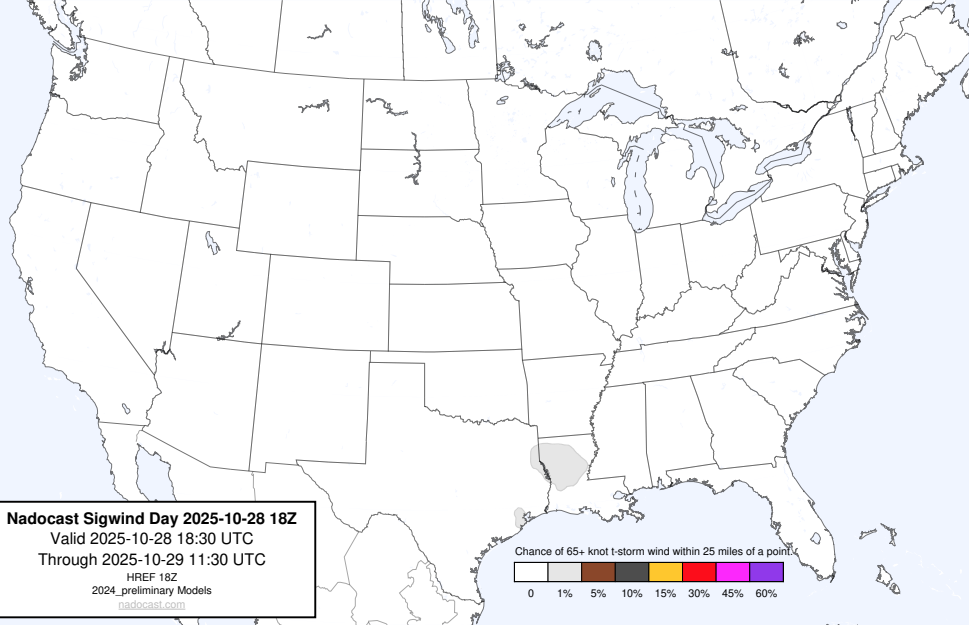 Nadocast Sigwind Day 2025-10-28 18Z
Valid 2025-10-28 18:30 UTC
Through 2025-10-29 11:30 UTC
HREF 18Z
2024_preliminary Models
nadocast.com
Chance of 65+ knot t-storm wind within 25 miles of a point.
0 1% 5% 10% 15% 30% 45% 60%